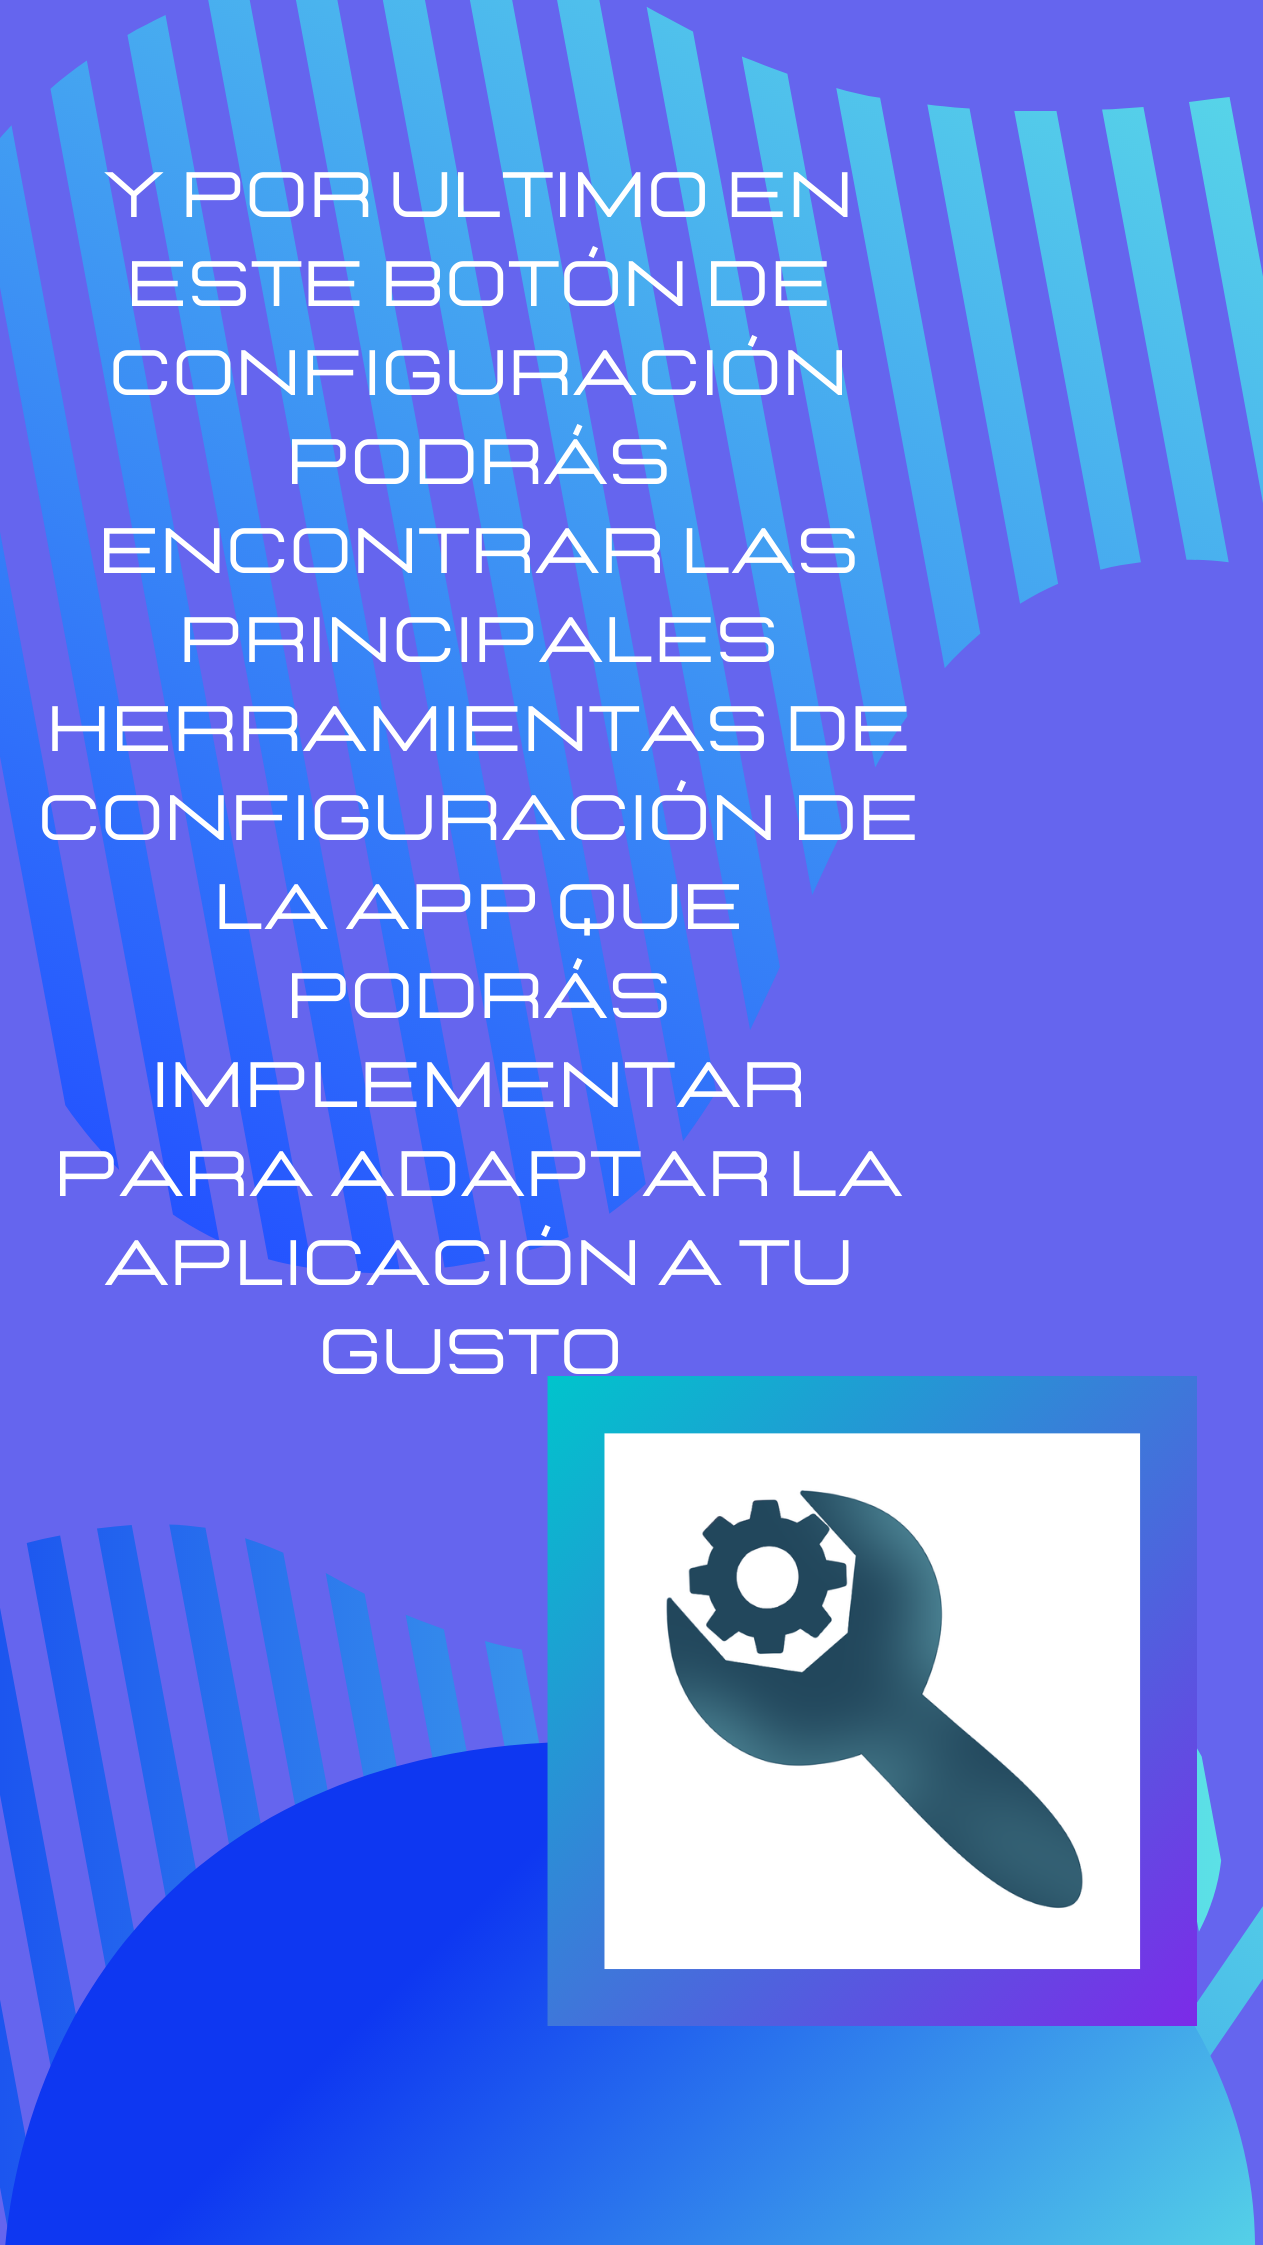 Y POR ULTIMO EN
ESTE BOTÓN DE
CONFIGURACIÓN
PODRÁS
ENCONTRAR LAS
PRINCIPALES
HERRAMIENTAS DE
CONFIGURACIÓN DE
LA APP QUE
PODRÁS
IMPLEMENTAR
PARA ADAPTAR LA
APLICACIÓN A TU
GUSTO